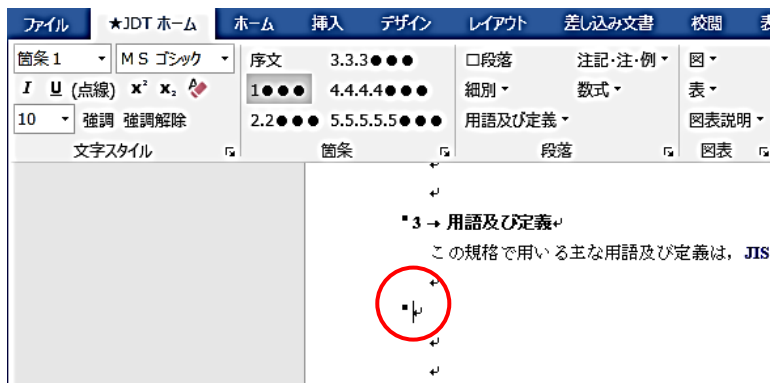 ファイル ★JDT ホーム ホーム 挿入 デザイン レイアウト 差し込み文書 校閲
箇条1 MS ゴシック 序文 3.3.3●●● 口段落 注記･注･例 図
I U (点線) x² x₂ 1●●● 4.4.4.4●●● 細別 数式 表
10 強調 強調解除 2.2●●● 5.5.5.5.5●●● 用語及び定義 図表説明
文字スタイル 箇条 段落 図表
3 → 用語及び定義
この規格で用いる主な用語及び定義は，JIS